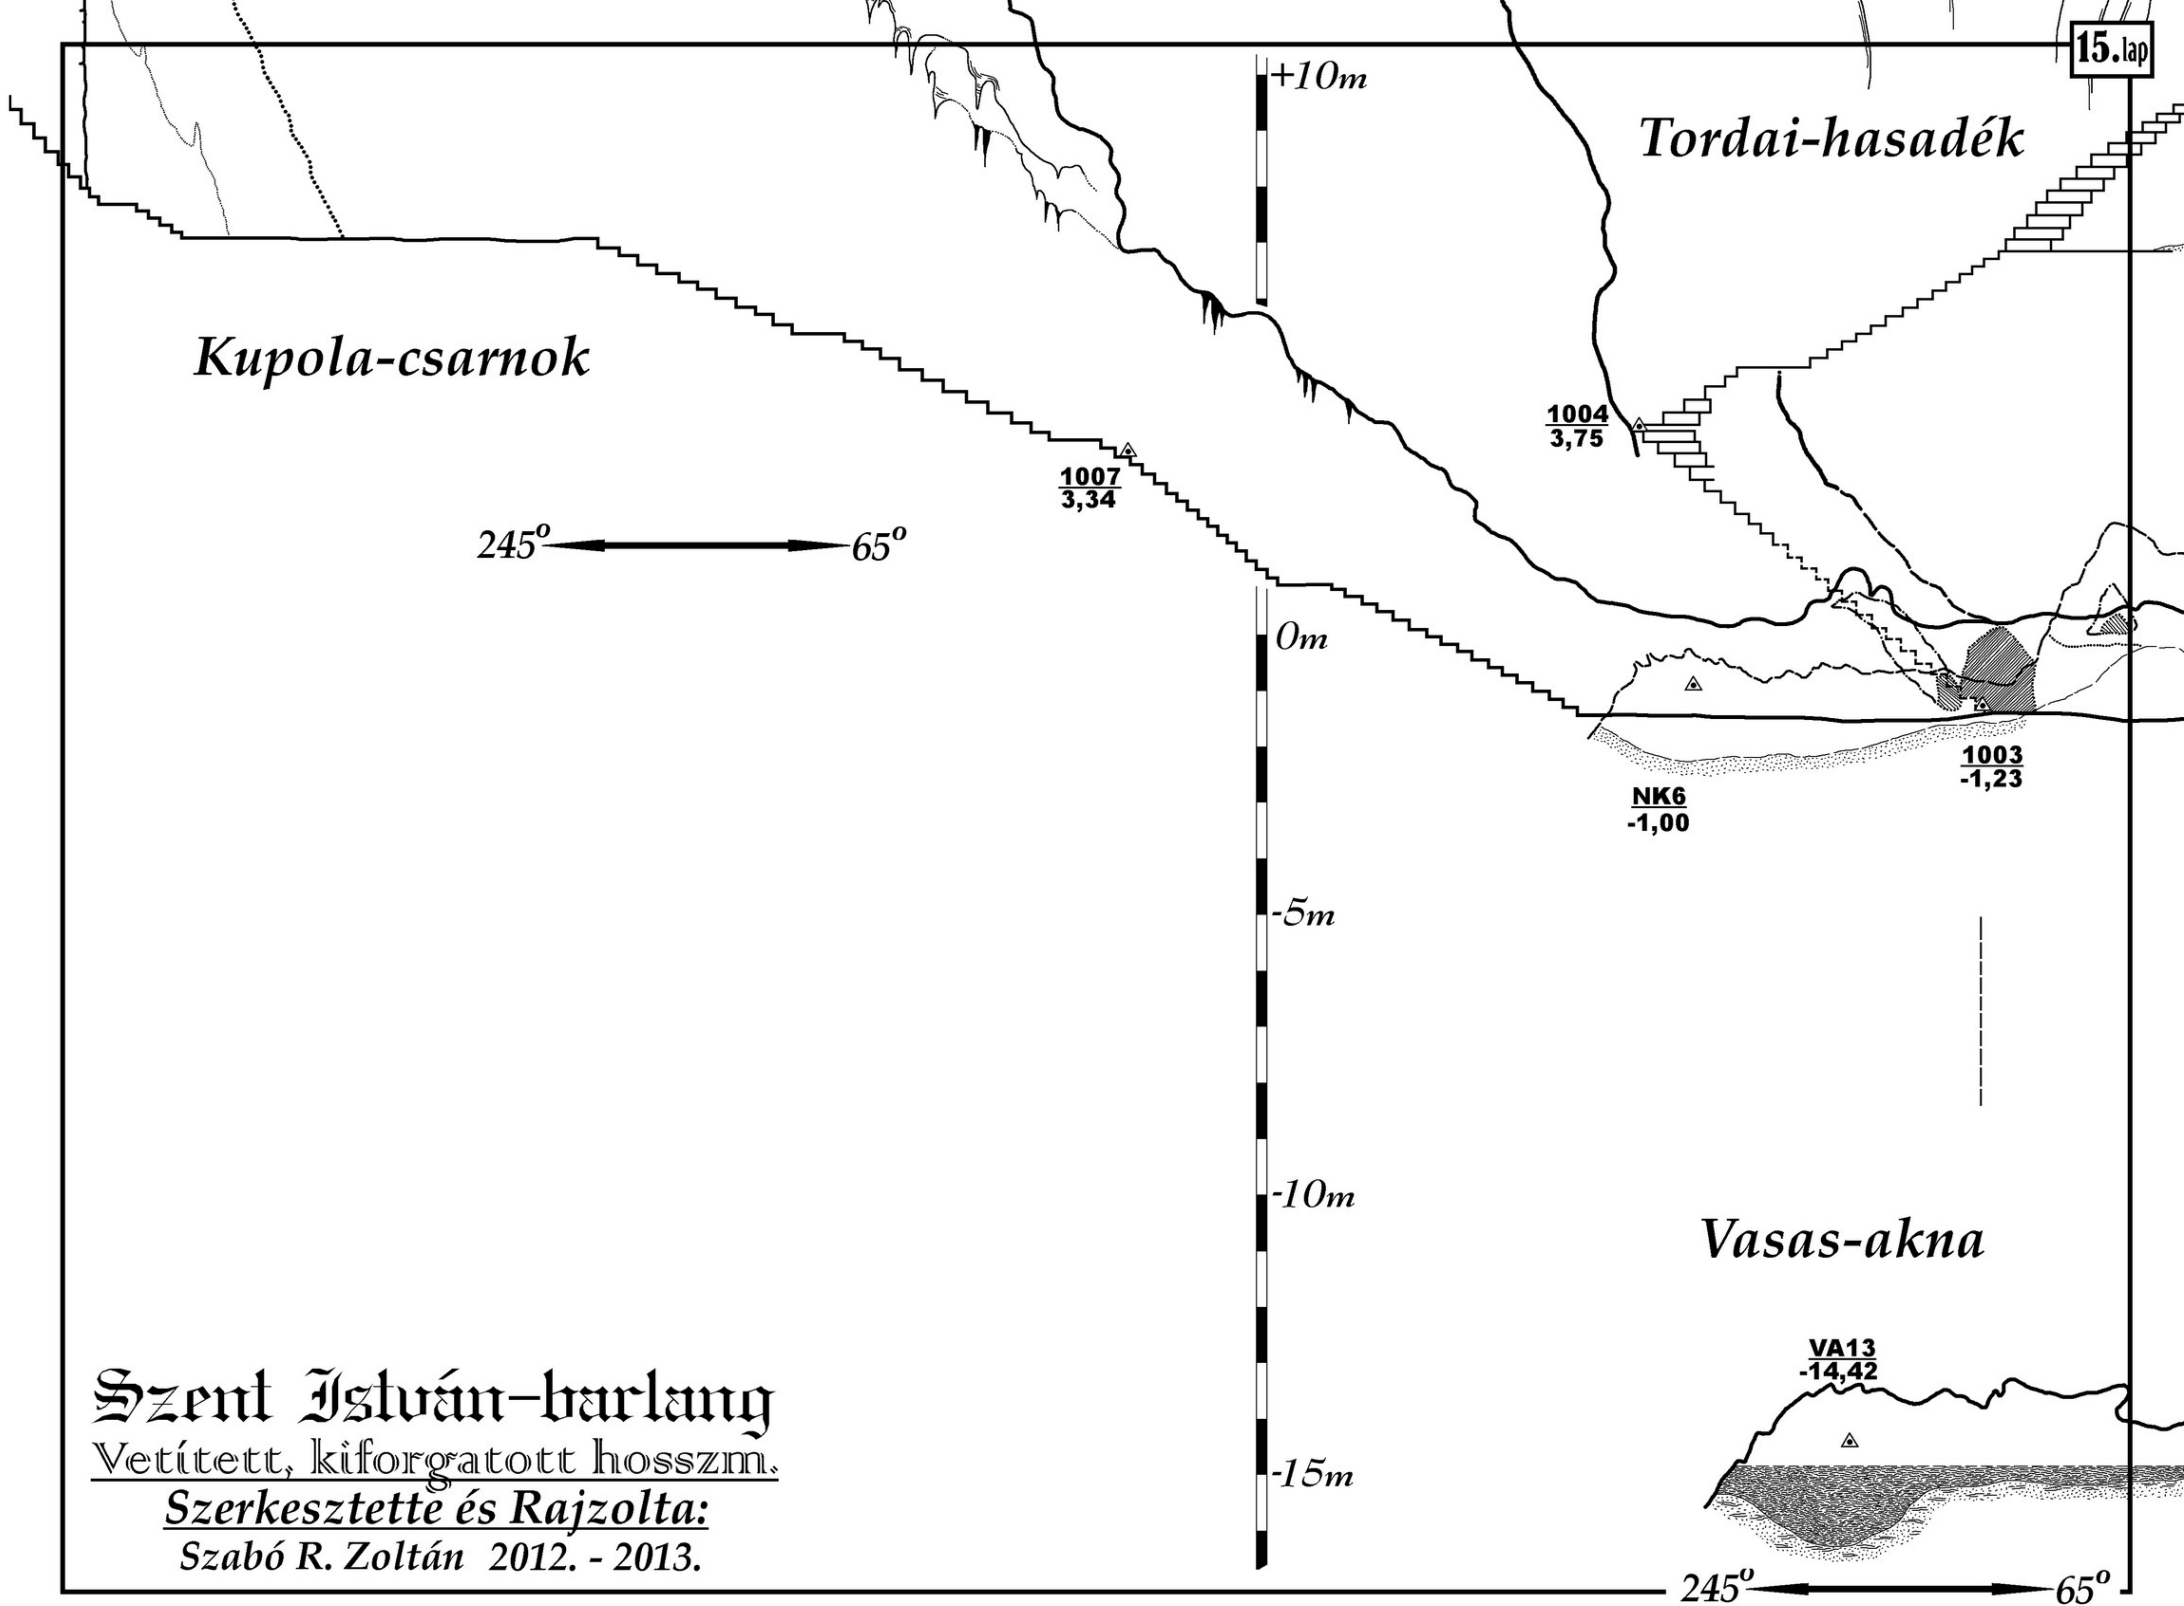 15.lap
+10m
Tordai-hasadék
Kupola-csarnok
1004
3,75
1007
3,34
245° 65°
0m
1003
-1,23
NK6
-1,00
-5m
-10m
Vasas-akna
VA13
-14,42
Szent István-barlang
Vetített, kiforgatott hosszm.
-15m
Szerkesztette és Rajzolta:
Szabó R. Zoltán 2012. - 2013.
245° 65°